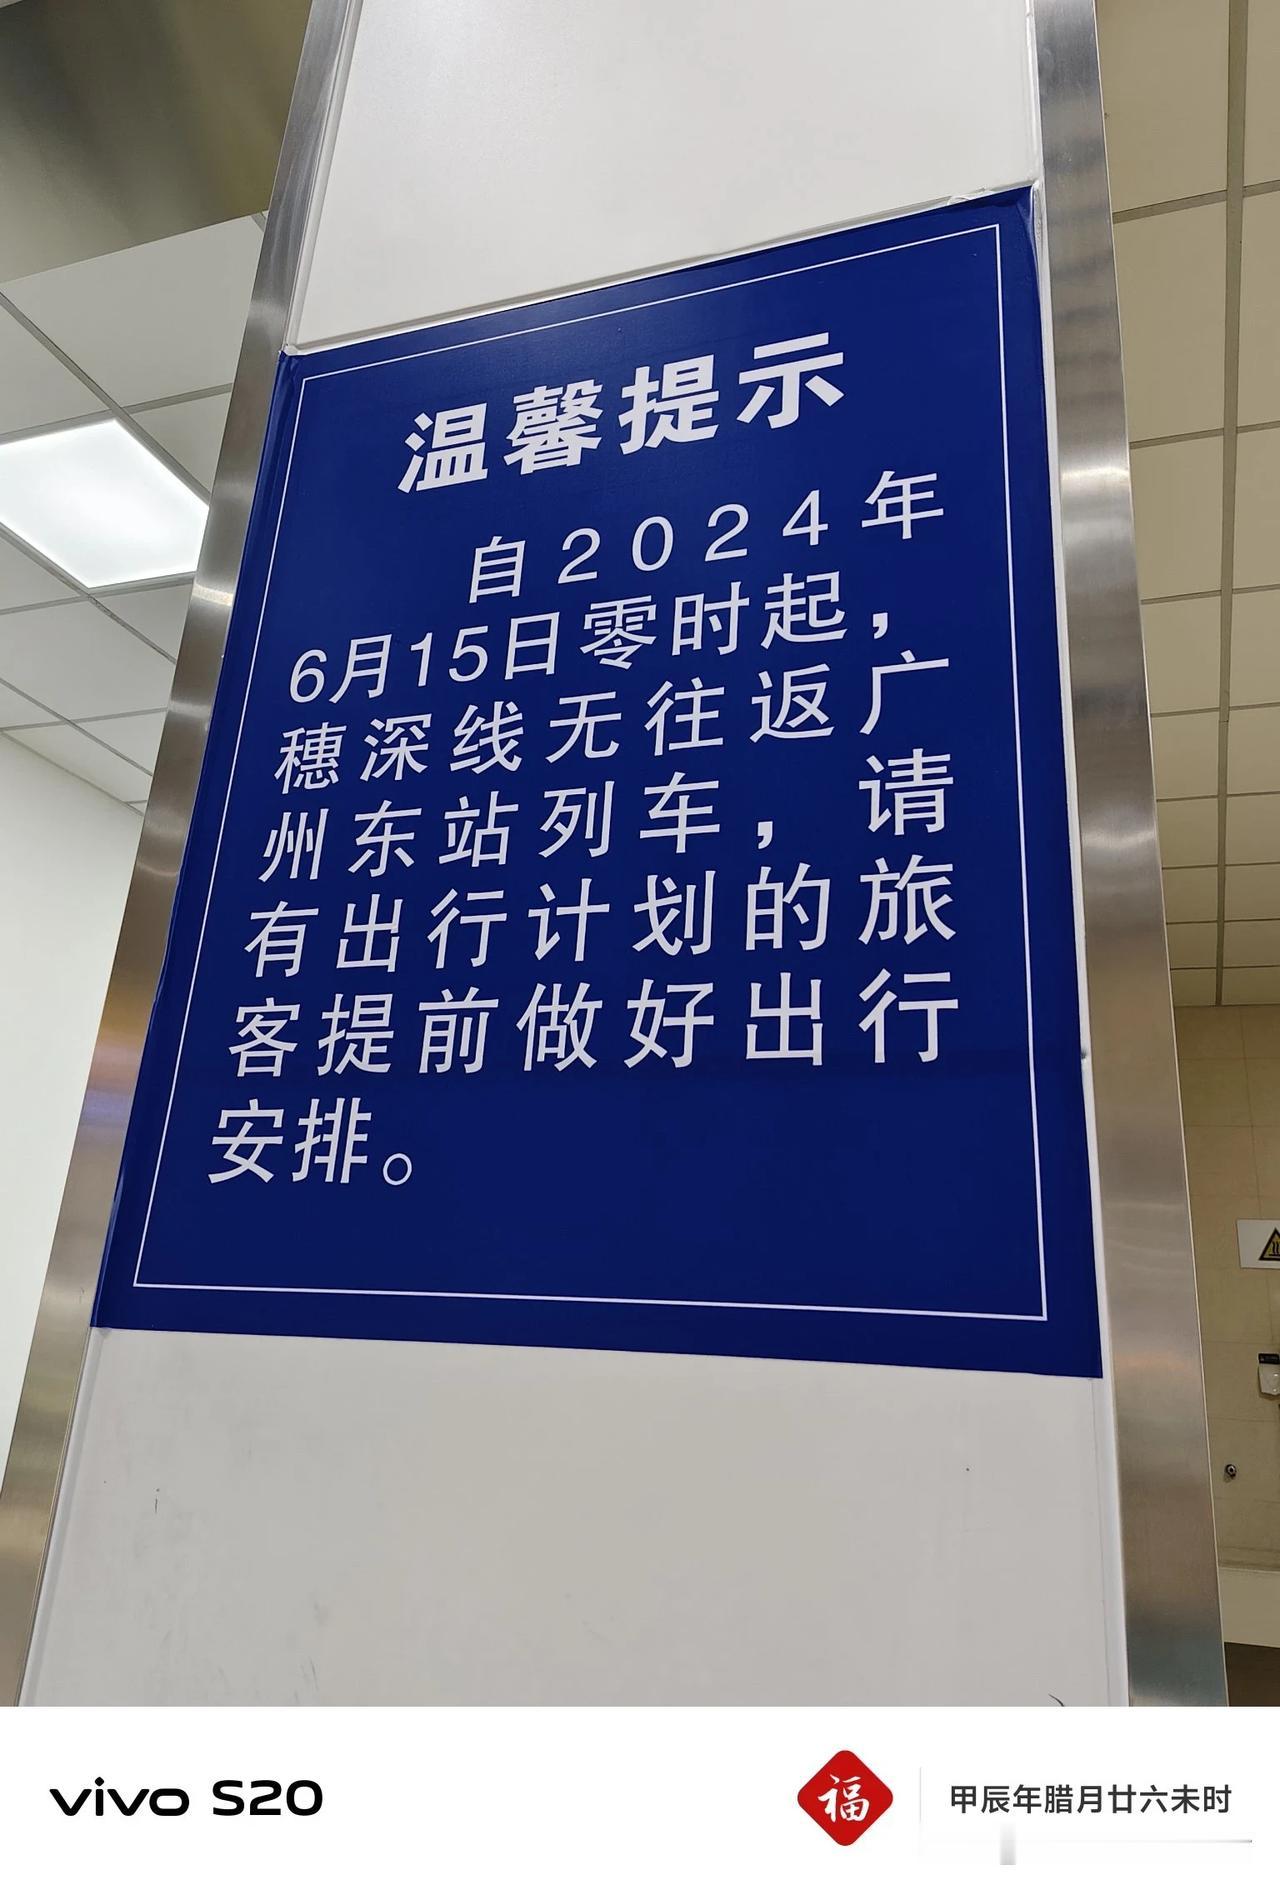 温馨提示
自2024年
6月15日零时起，
穗深线无往返广
州东站列车，请
有出行计划的旅
客提前做好出行
安排。
vivo S20
福
甲辰年腊月廿六未时